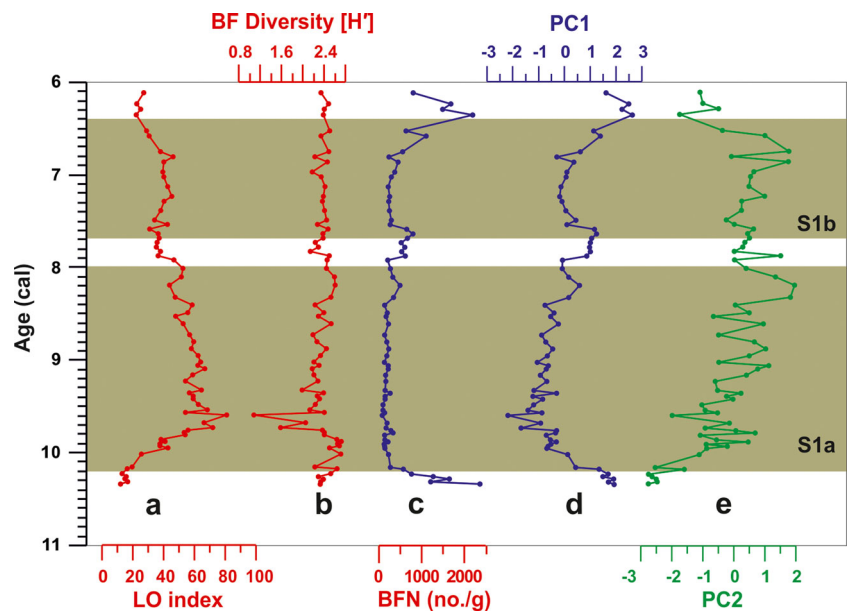 BF Diversity [H′]
PC1
0.8 1.6 2.4
-3 -2 -1 0 1 2 3
6
7
8
9
10
11
Age (cal)
S1b
S1a
a b c d e
0 20 40 60 80 100
0 1000 2000
-3 -2 -1 0 1 2
LO index
BFN (no./g)
PC2